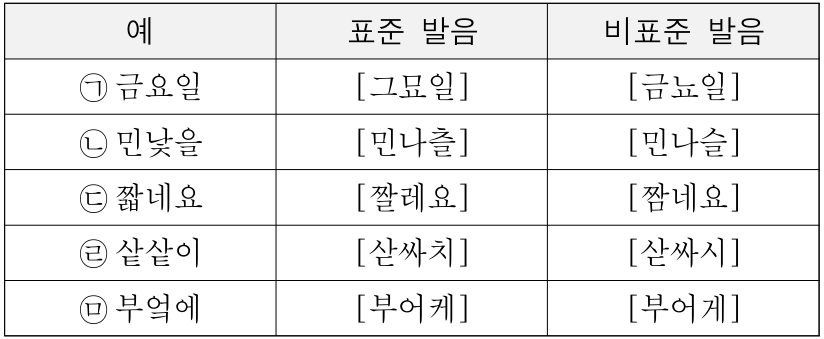 예 표준 발음 비표준 발음
㉠ 금요일 [그묘일] [금뇨일]
㉡ 민낯을 [민나츨] [민나슬]
㉢ 짧네요 [짤레요] [짬네요]
㉣ 샅샅이 [삳싸치] [삳싸시]
㉤ 부엌에 [부어케] [부어게]